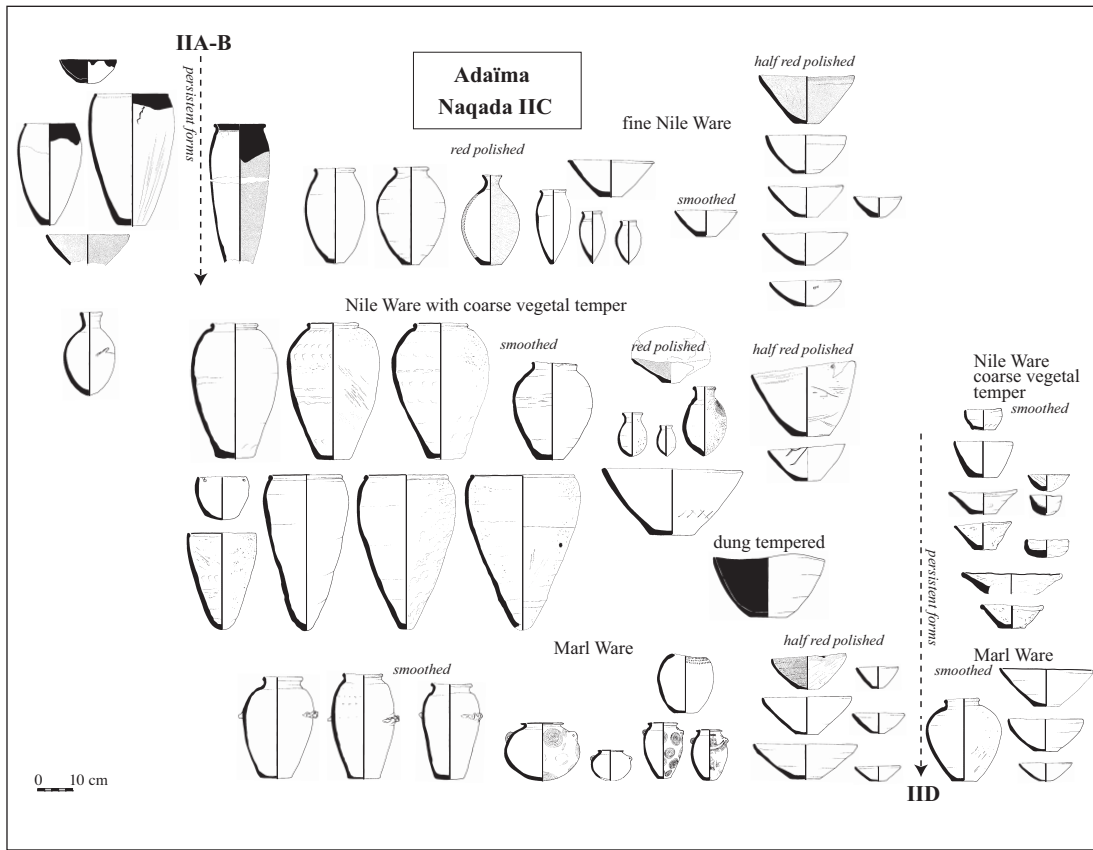 IIA-B
persistent forms
Adaïma
Naqada IIC
half red polished
fine Nile Ware
red polished
smoothed
Nile Ware with coarse vegetal temper
smoothed
red polished
half red polished
Nile Ware
coarse vegetal
temper
smoothed
dung tempered
persistent forms
Marl Ware
half red polished
smoothed
Marl Ware
smoothed
0 10 cm
IID